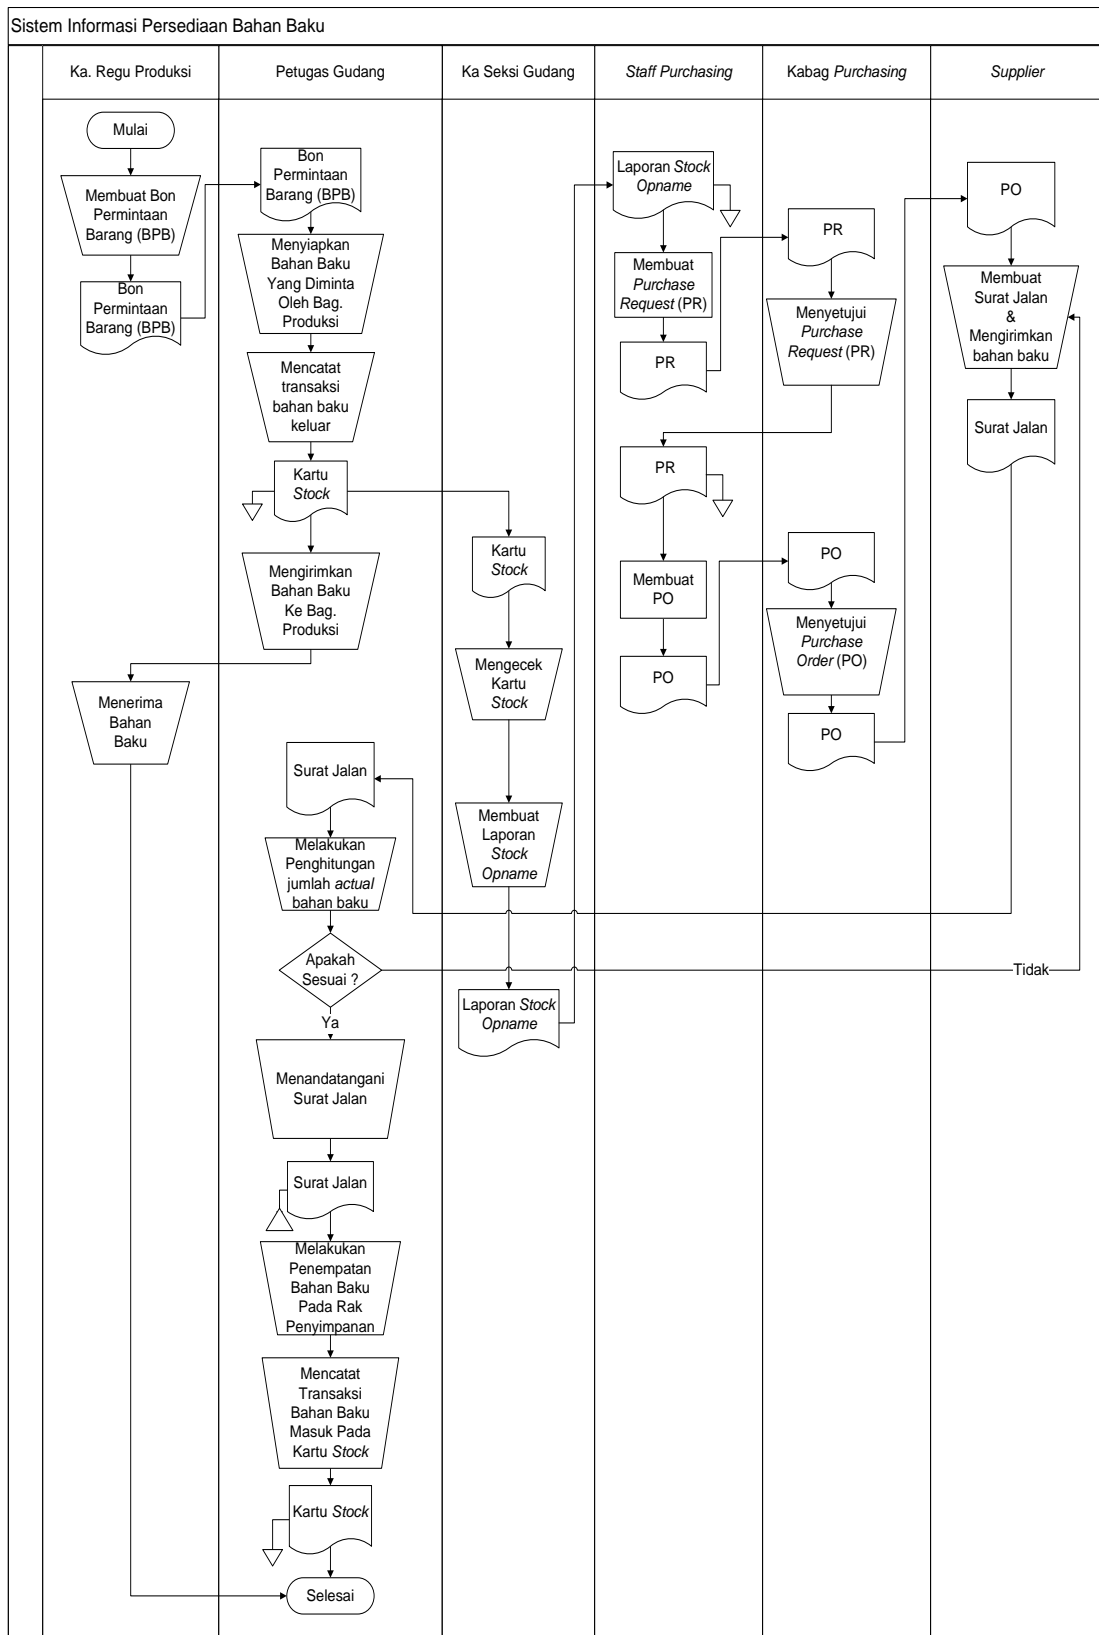 Sistem Informasi Persediaan Bahan Baku
Ka. Regu Produksi
Petugas Gudang
Ka Seksi Gudang
Staff Purchasing
Kabag Purchasing
Supplier
Mulai
Membuat Bon
Permintaan
Barang (BPB)
Bon
Permintaan
Barang (BPB)
Menerima
Bahan
Baku
Bon
Permintaan
Barang (BPB)
Menyiapkan
Bahan Baku
Yang Diminta
Oleh Bag.
Produksi
Mencatat
transaksi
bahan baku
keluar
Kartu
Stock
Mengirimkan
Bahan Baku
Ke Bag.
Produksi
Surat Jalan
Melakukan
Penghitungan
jumlah actual
bahan baku
Apakah
Sesuai ?
Ya
Menandatangani
Surat Jalan
Surat Jalan
Melakukan
Penempatan
Bahan Baku
Pada Rak
Penyimpanan
Mencatat
Transaksi
Bahan Baku
Masuk Pada
Kartu Stock
Kartu Stock
Selesai
Kartu
Stock
Mengecek
Kartu
Stock
Membuat
Laporan
Stock
Opname
Laporan Stock
Opname
Laporan Stock
Opname
Membuat
Purchase
Request (PR)
PR
PR
Membuat
PO
PO
PR
Menyetujui
Purchase
Request (PR)
PO
Menyetujui
Purchase
Order (PO)
PO
PO
Membuat
Surat Jalan
&
Mengirimkan
bahan baku
Surat Jalan
Tidak